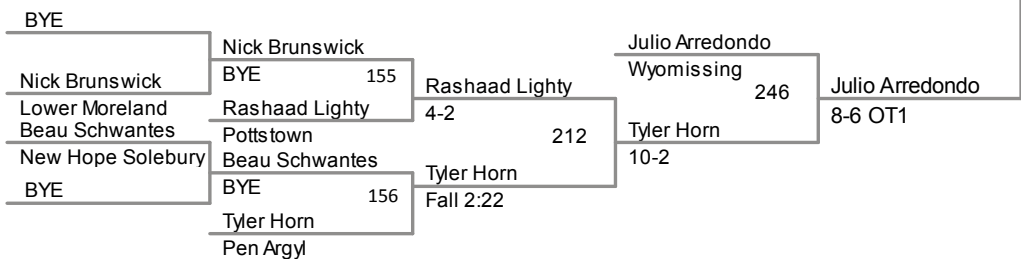 BYE
Nick Brunswick
Lower Moreland
Beau Schwantes
New Hope Solebury
BYE
Nick Brunswick
BYE
155
Rashaad Lighty
Pottstown
Beau Schwantes
BYE
156
Tyler Horn
Pen Argyl
Rashaad Lighty
4-2
212
Tyler Horn
Fall 2:22
Julio Arredondo
Wyomissing
246
Tyler Horn
10-2
Julio Arredondo
8-6 OT1